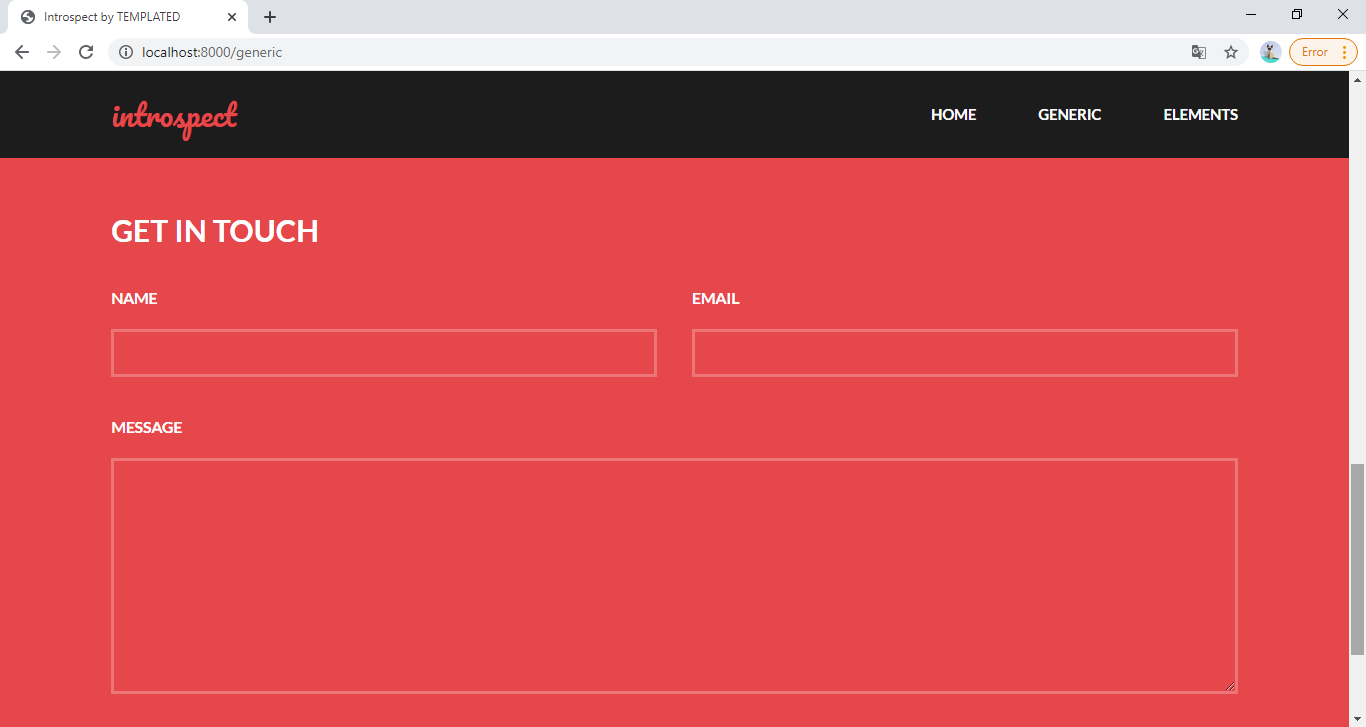 Introspect by TEMPLATED
localhost:8000/generic
Error
introspect
HOME GENERIC ELEMENTS
GET IN TOUCH
NAME EMAIL
MESSAGE